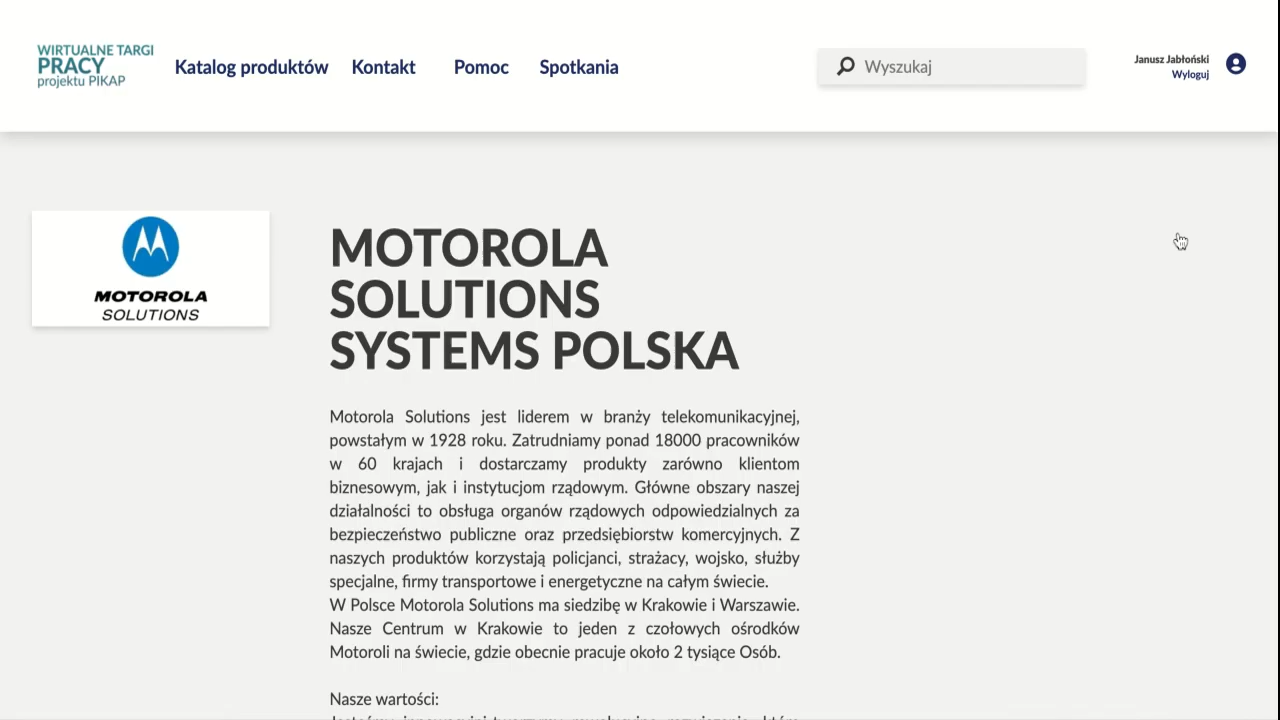 WIRTUALNE TARGI
PRACY
projektu PIKAP
Katalog produktów
Kontakt
Pomoc
Spotkania
Wyszukaj
Janusz Jabłoński
Wyloguj
MOTOROLA
SOLUTIONS
MOTOROLA
SOLUTIONS
SYSTEMS POLSKA
Motorola Solutions jest liderem w branży telekomunikacyjnej,
powstałym w 1928 roku. Zatrudniamy ponad 18000 pracowników
w 60 krajach i dostarczamy produkty zarówno klientom
biznesowym, jak i instytucjom rządowym. Główne obszary naszej
działalności to obsługa organów rządowych odpowiedzialnych za
bezpieczeństwo publiczne oraz przedsiębiorstw komercyjnych. Z
naszych produktów korzystają policjanci, strażacy, wojsko, służby
specjalne, firmy transportowe i energetyczne na całym świecie.
W Polsce Motorola Solutions ma siedzibę w Krakowie i Warszawie.
Nasze Centrum w Krakowie to jeden z czołowych ośrodków
Motoroli na świecie, gdzie obecnie pracuje około 2 tysiące Osób.
Nasze wartości: